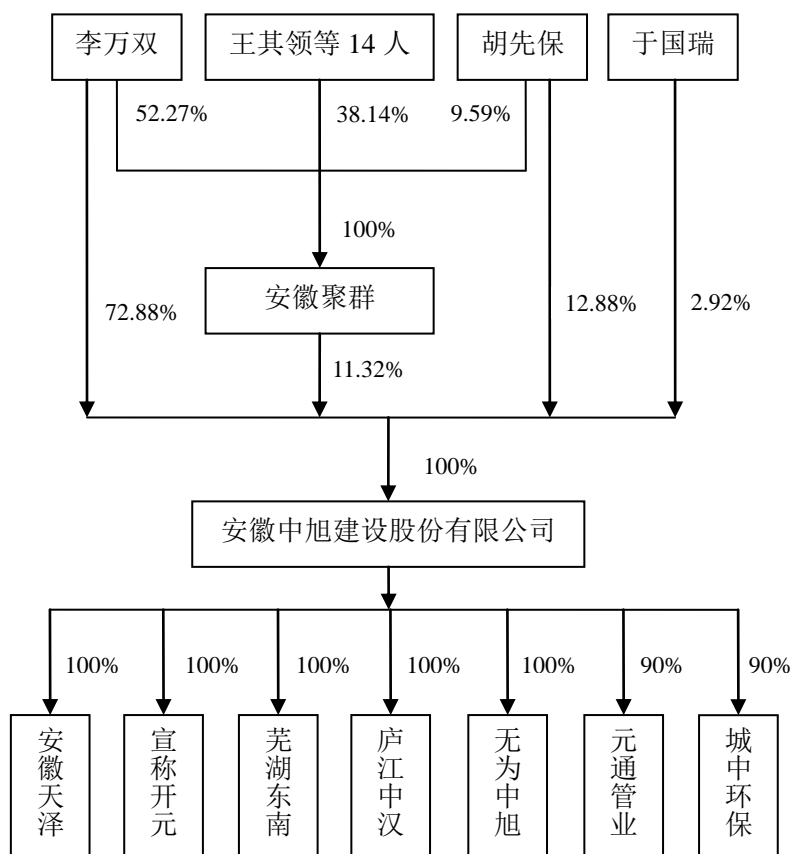 李万双
王其领等 14 人
胡先保
于国瑞
52.27%
38.14%
9.59%
100%
安徽聚群
72.88%
12.88%
2.92%
11.32%
100%
安徽中旭建设股份有限公司
100%
100%
100%
100%
100%
90%
90%
安徽天泽
宣称开元
芜湖东南
庐江中汉
无为中旭
元通管业
城中环保